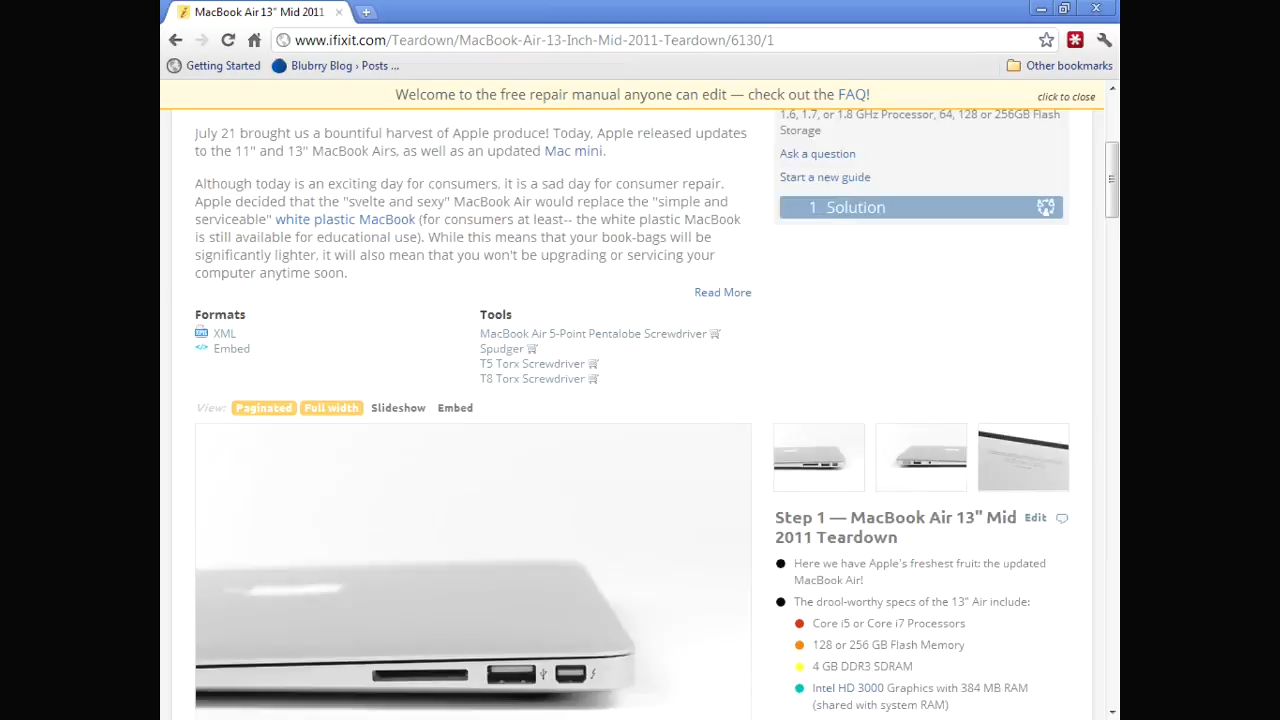 MacBook Air 13" Mid 2011
www.ifixit.com/Teardown/MacBook-Air-13-Inch-Mid-2011-Teardown/6130/1
Getting Started
Blubrry Blog › Posts ...
Other bookmarks
Welcome to the free repair manual anyone can edit — check out the FAQ!
click to close
July 21 brought us a bountiful harvest of Apple produce! Today, Apple released updates
to the 11" and 13" MacBook Airs, as well as an updated Mac mini.
Although today is an exciting day for consumers, it is a sad day for consumer repair.
Apple decided that the "svelte and sexy" MacBook Air would replace the "simple and
serviceable" white plastic MacBook (for consumers at least-- the white plastic MacBook
is still available for educational use). While this means that your book-bags will be
significantly lighter, it will also mean that you won't be upgrading or servicing your
computer anytime soon.
Read More
1.6, 1.7, or 1.8 GHz Processor, 64, 128 or 256GB Flash
Storage
Ask a question
Start a new guide
1 Solution
Formats
XML
Embed
Tools
MacBook Air 5-Point Pentalobe Screwdriver
Spudger
T5 Torx Screwdriver
T8 Torx Screwdriver
View: Paginated Full width Slideshow Embed
Step 1 — MacBook Air 13" Mid
2011 Teardown
Edit
Here we have Apple's freshest fruit: the updated
MacBook Air!
The drool-worthy specs of the 13" Air include:
Core i5 or Core i7 Processors
128 or 256 GB Flash Memory
4 GB DDR3 SDRAM
Intel HD 3000 Graphics with 384 MB RAM
(shared with system RAM)